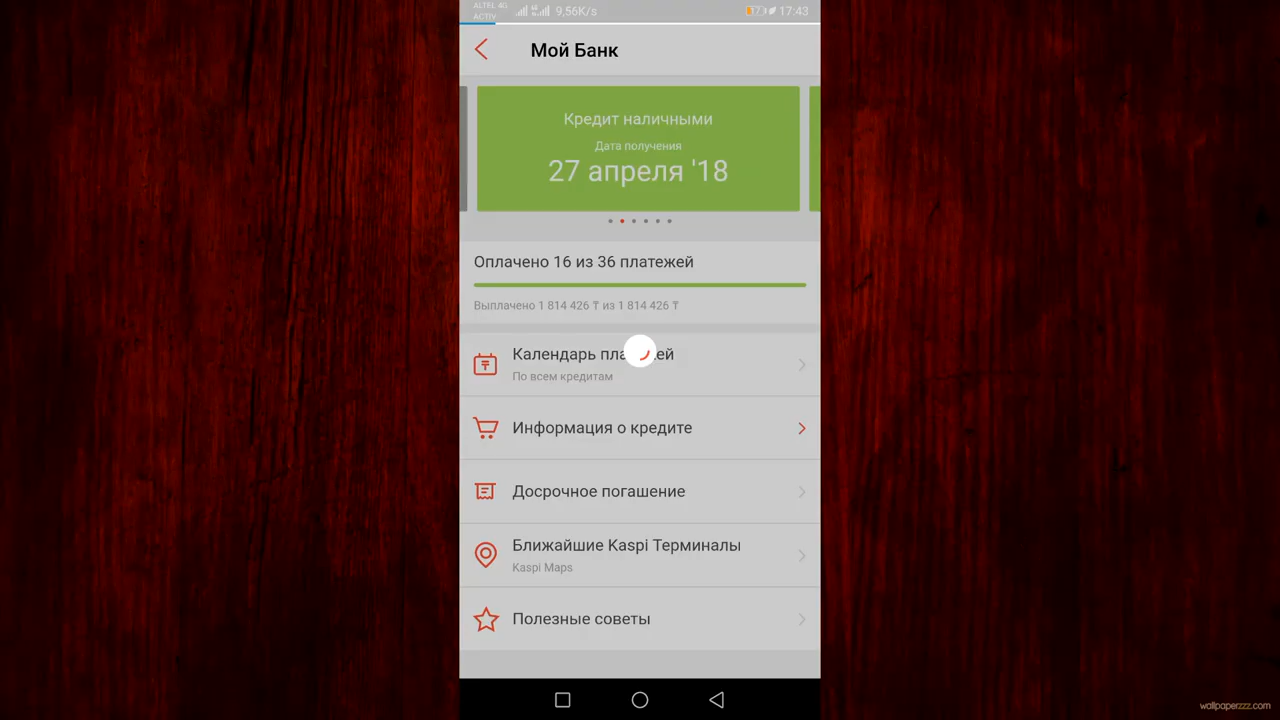 ALTEL 4G
ACTIV
4G
9,56K/s
17
17:43
Мой Банк
Кредит наличными
Дата получения
27 апреля '18
Оплачено 16 из 36 платежей
Выплачено 1 814 426 ₸ из 1 814 426 ₸
Календарь пла ей
По всем кредитам
Информация о кредите
Досрочное погашение
Ближайшие Kaspi Терминалы
Kaspi Maps
Полезные советы
wallpaperzzz.com